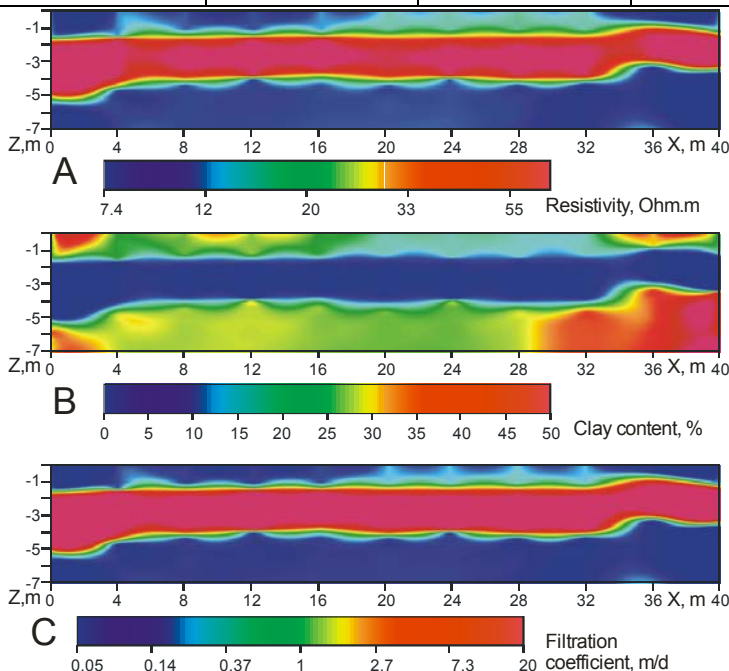 -1
-3
-5
-7
Z,m 0 4 8 12 16 20 24 28 32 36 X, m 40
A
7.4 12 20 33 55 Resistivity, Ohm.m
-1
-3
-5
-7
Z,m 0 4 8 12 16 20 24 28 32 36 X, m 40
B
0 5 10 15 20 25 30 35 40 45 50 Clay content, %
-1
-3
-5
-7
Z,m 0 4 8 12 16 20 24 28 32 36 X, m 40
C
0.05 0.14 0.37 1 2.7 7.3 20
Filtration
coefficient, m/d